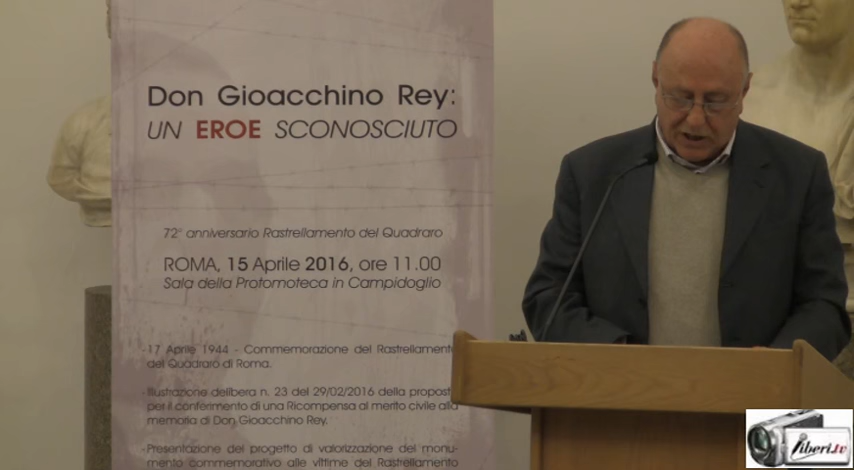 Don Gioacchino Rey:
UN EROE SCONOSCIUTO
72° anniversario Rastrellamento del Quadraro
ROMA, 15 Aprile 2016, ore 11.00
Sala della Protomoteca in Campidoglio
- 17 Aprile 1944 - Commemorazione del Rastrellamento
del Quadraro di Roma.
- Illustrazione delibera n. 23 del 29/02/2016 della proposta
per il conferimento di una Ricompensa al merito civile alla
memoria di Don Gioacchino Rey.
- Presentazione del progetto di valorizzazione del monu-
mento commemorativo alle vittime del Rastrellamento
liberi.tv